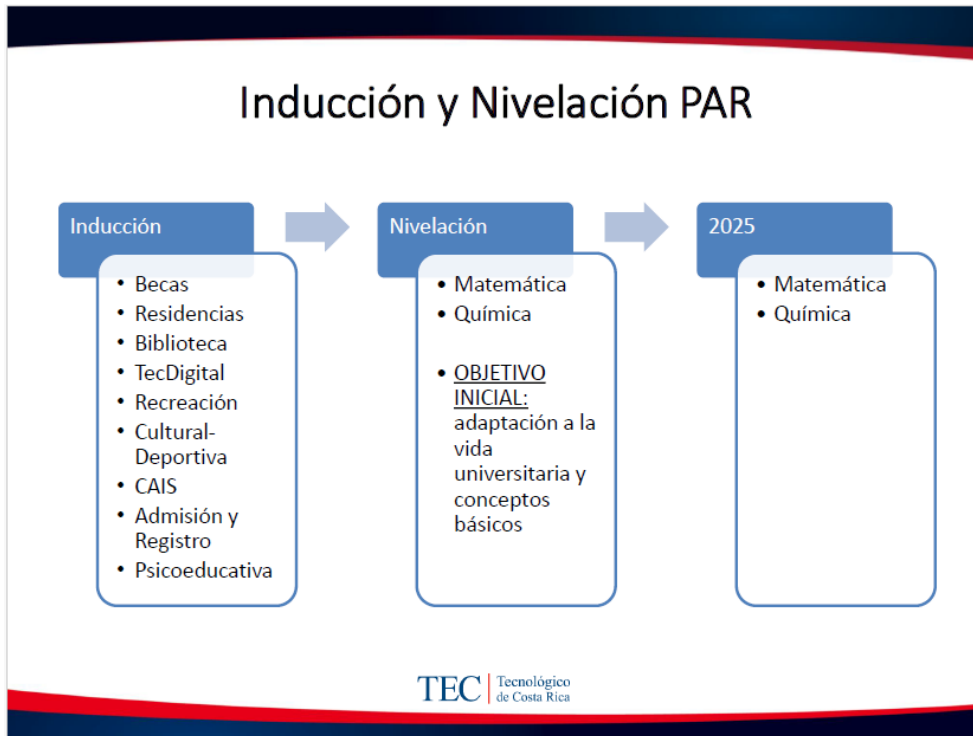 Inducción y Nivelación PAR
Inducción
• Becas
• Residencias
• Biblioteca
• TecDigital
• Recreación
• Cultural-
Deportiva
• CAIS
• Admisión y
Registro
• Psicoeducativa
Nivelación
• Matemática
• Química
• OBJETIVO
INICIAL:
adaptación a la
vida
universitaria y
conceptos
básicos
2025
• Matemática
• Química
TEC | Tecnológico
de Costa Rica